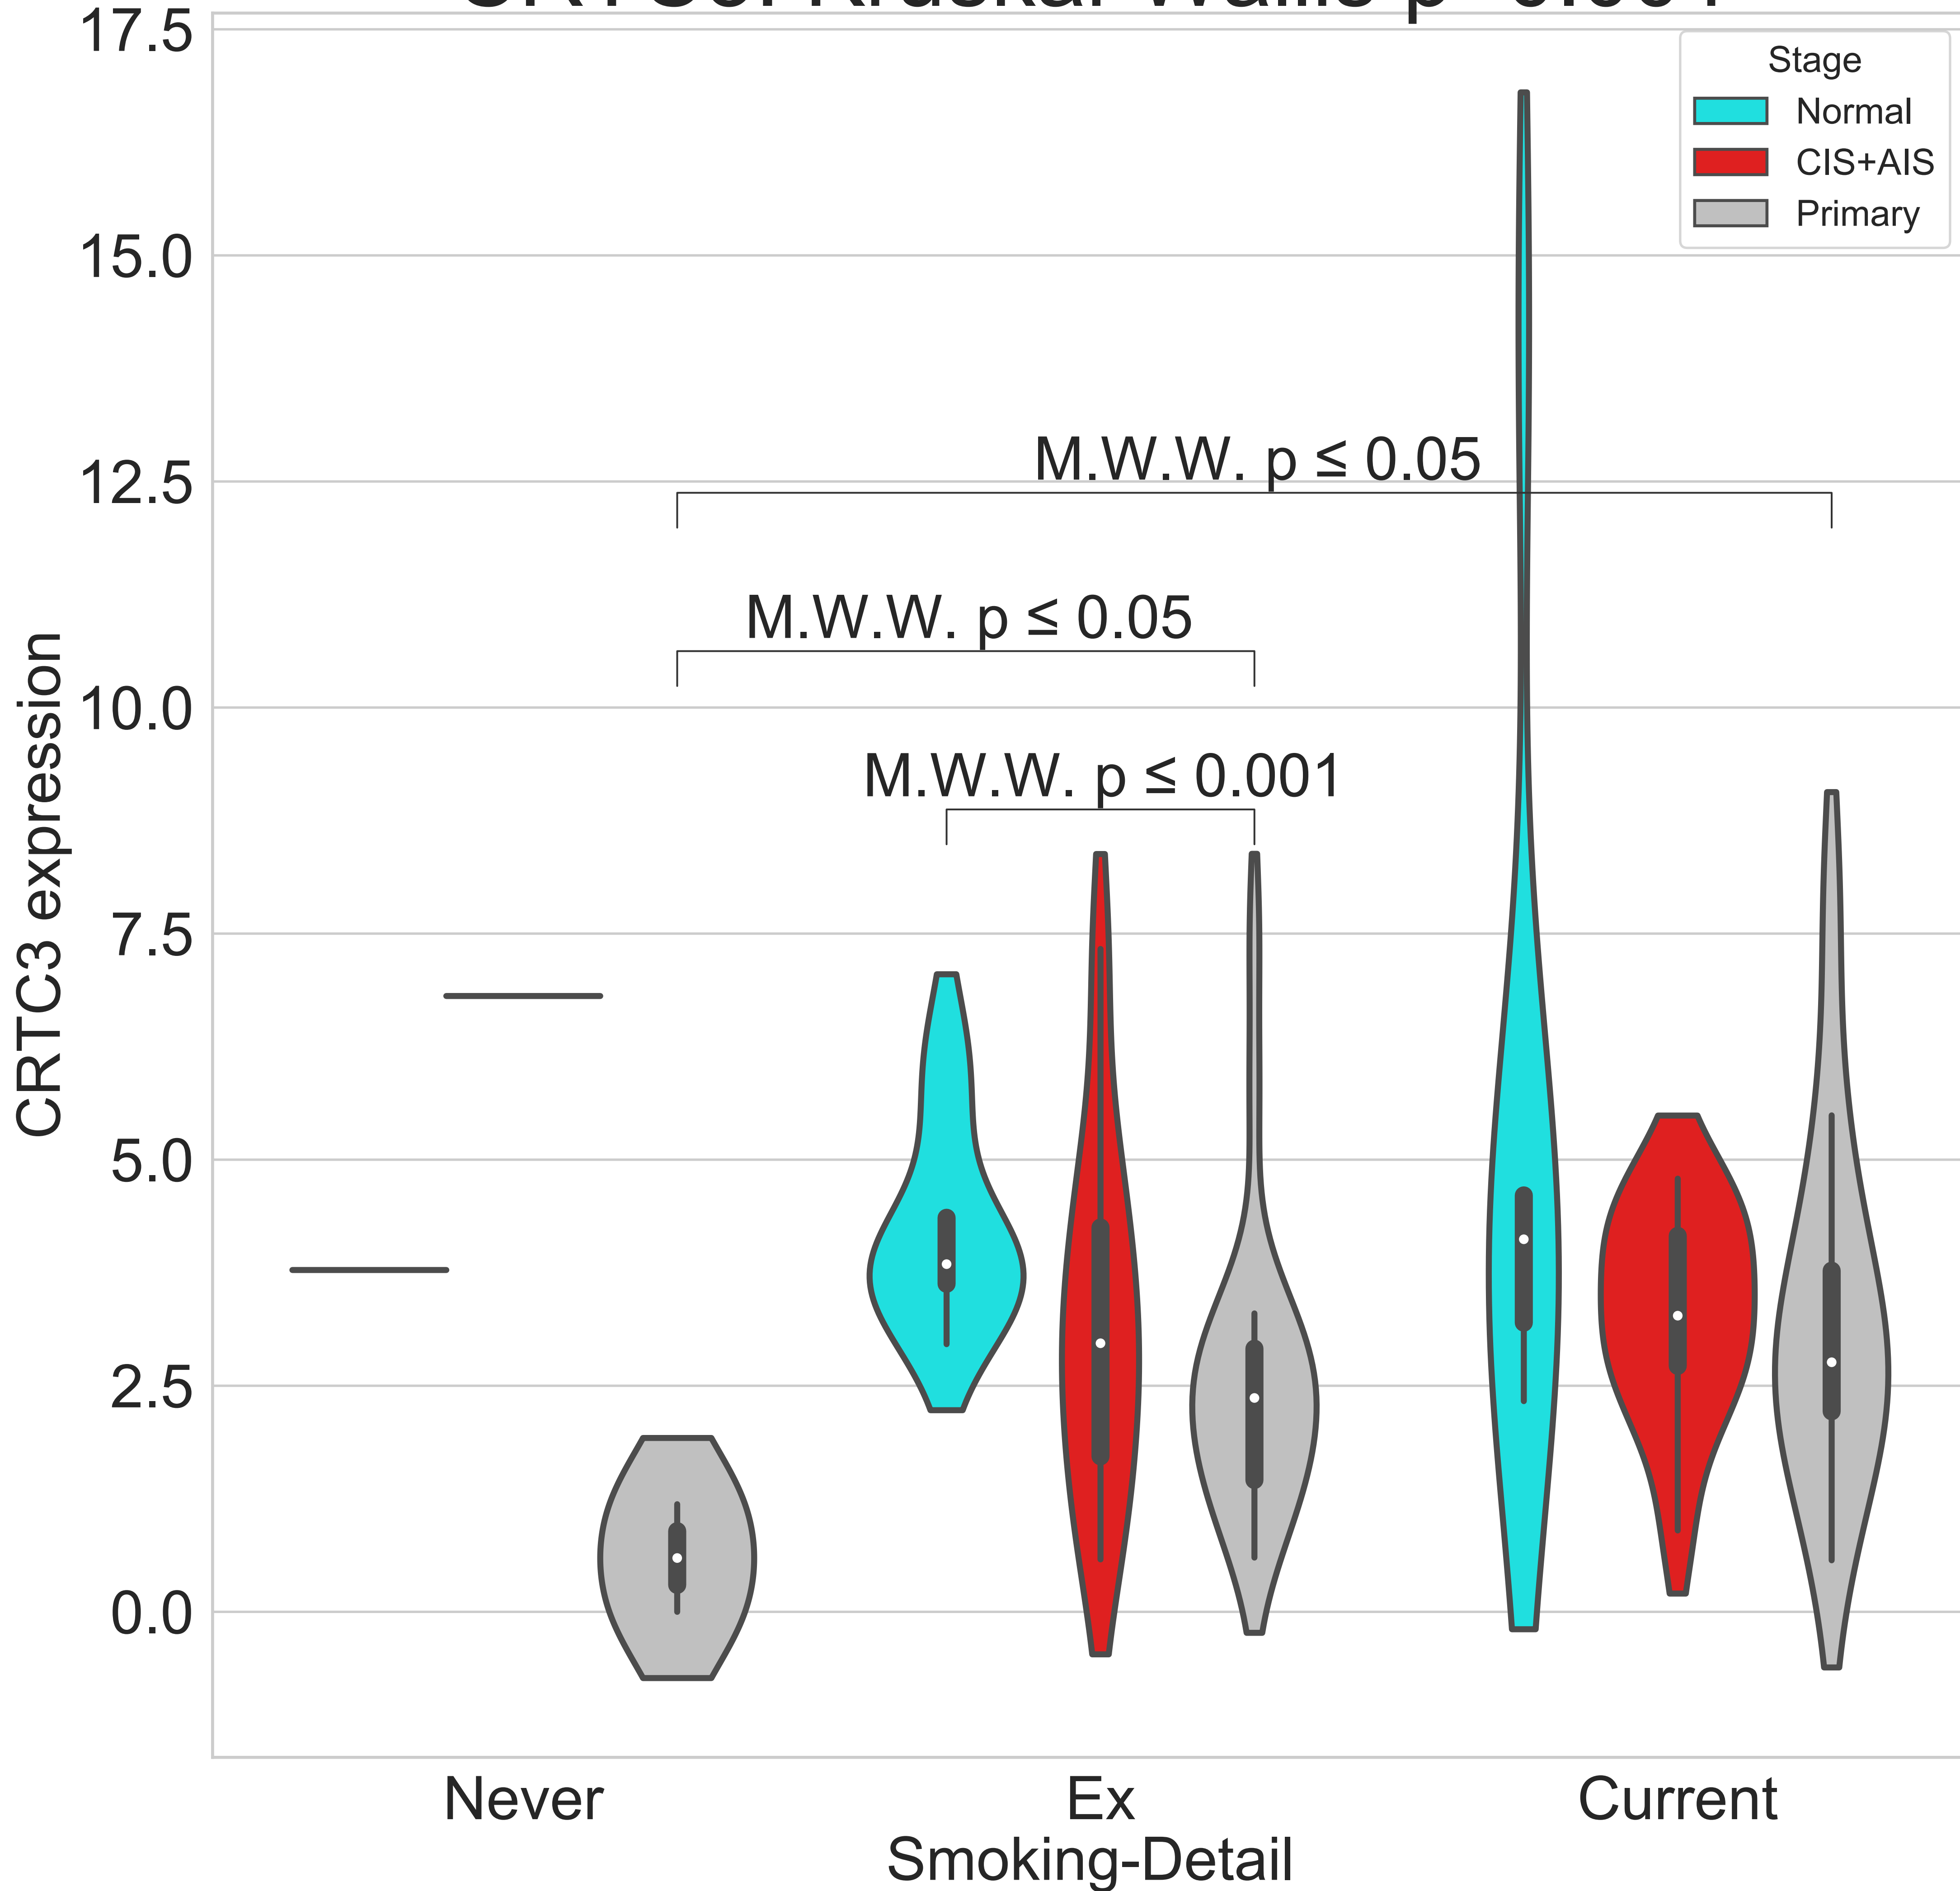 17.5
15.0
12.5
10.0
7.5
5.0
2.5
0.0
CRTC3 expression
Stage
Normal
CIS+AIS
Primary
M.W.W. p ≤ 0.05
M.W.W. p ≤ 0.05
M.W.W. p ≤ 0.001
Never
Ex
Current
Smoking-Detail